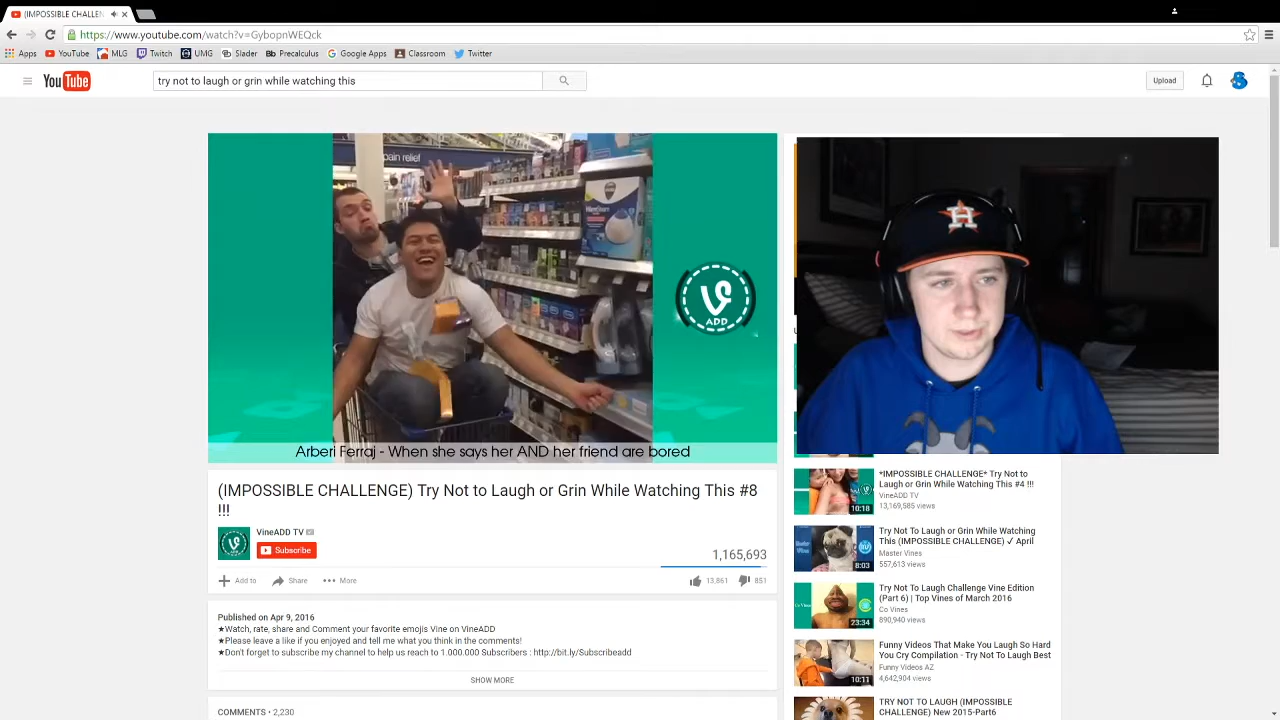 (IMPOSSIBLE CHALLEN
https://www.youtube.com/watch?v=GybopnWEQck
Apps YouTube MLG Twitch UMG Slader Bb Precalculus Google Apps Classroom Twitter
YouTube
try not to laugh or grin while watching this
Upload
pain relief
ADD
H
Arberi Ferraj - When she says her AND her friend are bored
(IMPOSSIBLE CHALLENGE) Try Not to Laugh or Grin While Watching This #8
!!!
VineADD TV
Subscribe
1,165,693
Add to Share More
13,861 851
Published on Apr 9, 2016
★Watch, rate, share and Comment your favorite emojis Vine on VineADD
★Please leave a like if you enjoyed and tell me what you think in the comments!
★Don't forget to subscribe my channel to help us reach to 1.000.000 Subscribers : http://bit.ly/Subscribeadd
SHOW MORE
COMMENTS • 2,230
*IMPOSSIBLE CHALLENGE* Try Not to
Laugh or Grin While Watching This #4 !!!
VineADD TV
13,169,585 views
10:18
Try Not To Laugh or Grin While Watching
This (IMPOSSIBLE CHALLENGE) ✓ April
Master Vines
557,613 views
8:03
Try Not To Laugh Challenge Vine Edition
(Part 6) | Top Vines of March 2016
Co Vines
890,940 views
23:34
Funny Videos That Make You Laugh So Hard
You Cry Compilation - Try Not To Laugh Best
Funny Videos AZ
4,642,904 views
10:11
TRY NOT TO LAUGH (IMPOSSIBLE
CHALLENGE) New 2015-Part6